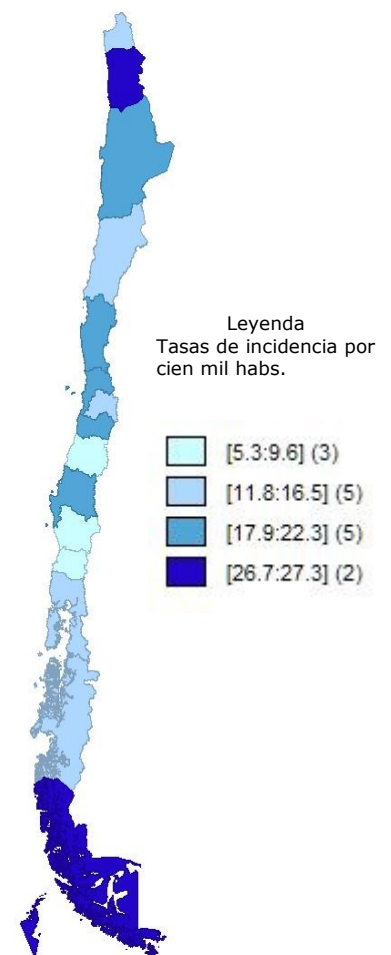 Leyenda
Tasas de incidencia por
cien mil habs.
[5.3:9.6] (3)
[11.8:16.5] (5)
[17.9:22.3] (5)
[26.7:27.3] (2)